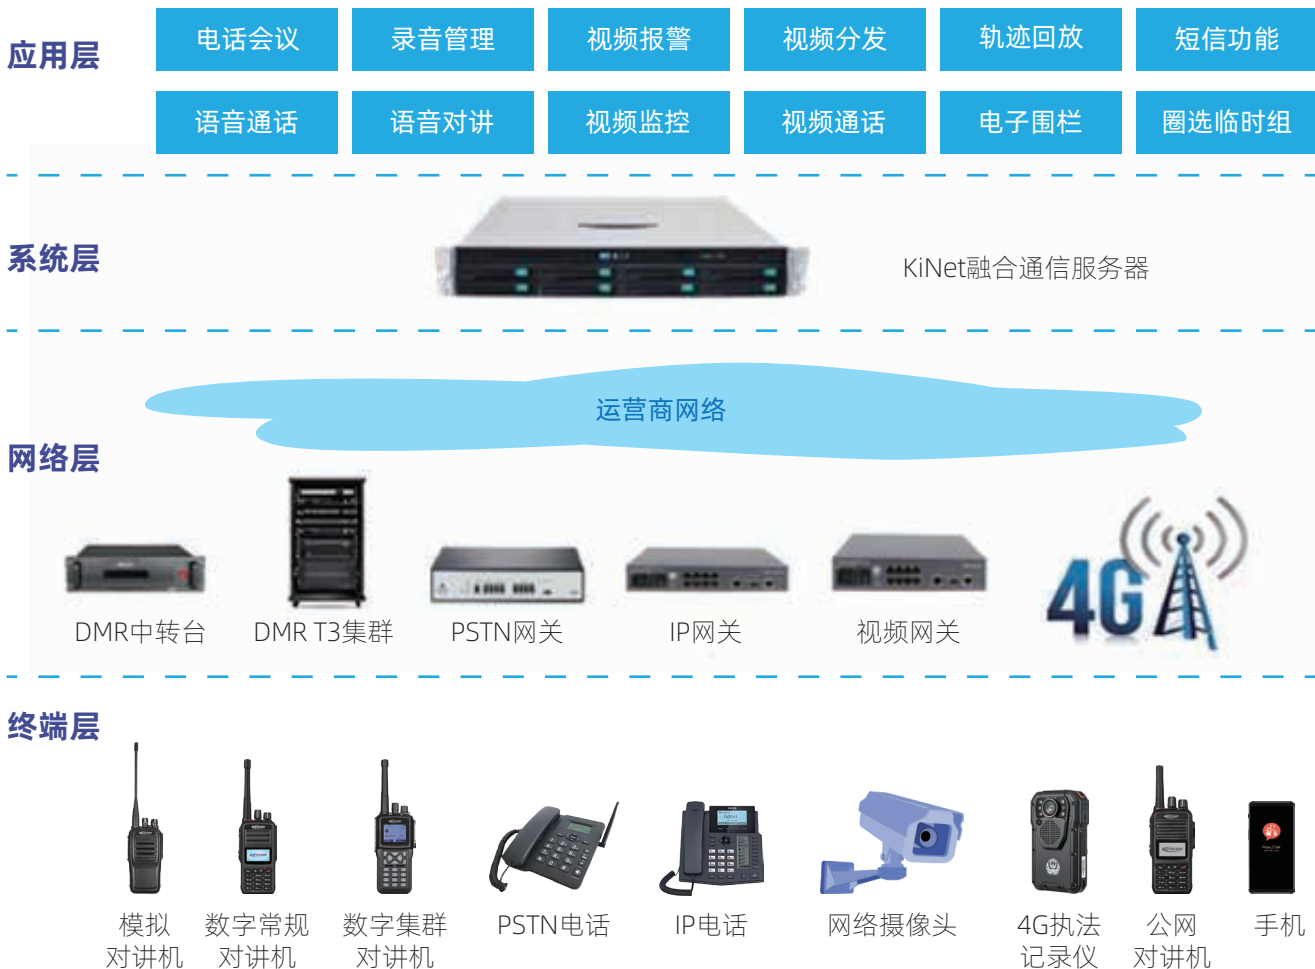 应用层
电话会议
录音管理
视频报警
视频分发
轨迹回放
短信功能
语音通话
语音对讲
视频监控
视频通话
电子围栏
圈选临时组
系统层
KiNet融合通信服务器
网络层
运营商网络
4G
DMR中转台
DMR T3集群
PSTN网关
IP网关
视频网关
终端层
模拟
对讲机
数字常规
对讲机
数字集群
对讲机
PSTN电话
IP电话
网络摄像头
4G执法
记录仪
公网
对讲机
手机